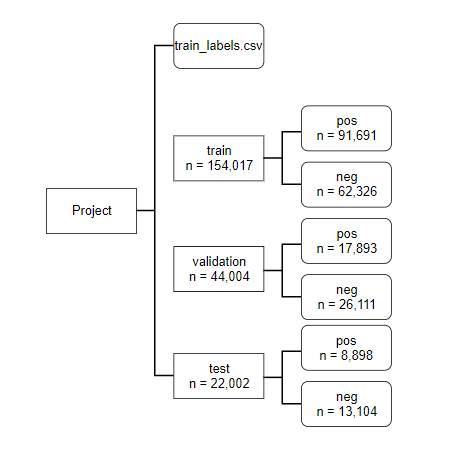 train_labels.csv
pos
n = 91,691
train
n = 154,017
neg
n = 62,326
Project
pos
n = 17,893
validation
n = 44,004
neg
n = 26,111
pos
n = 8,898
test
n = 22,002
neg
n = 13,104